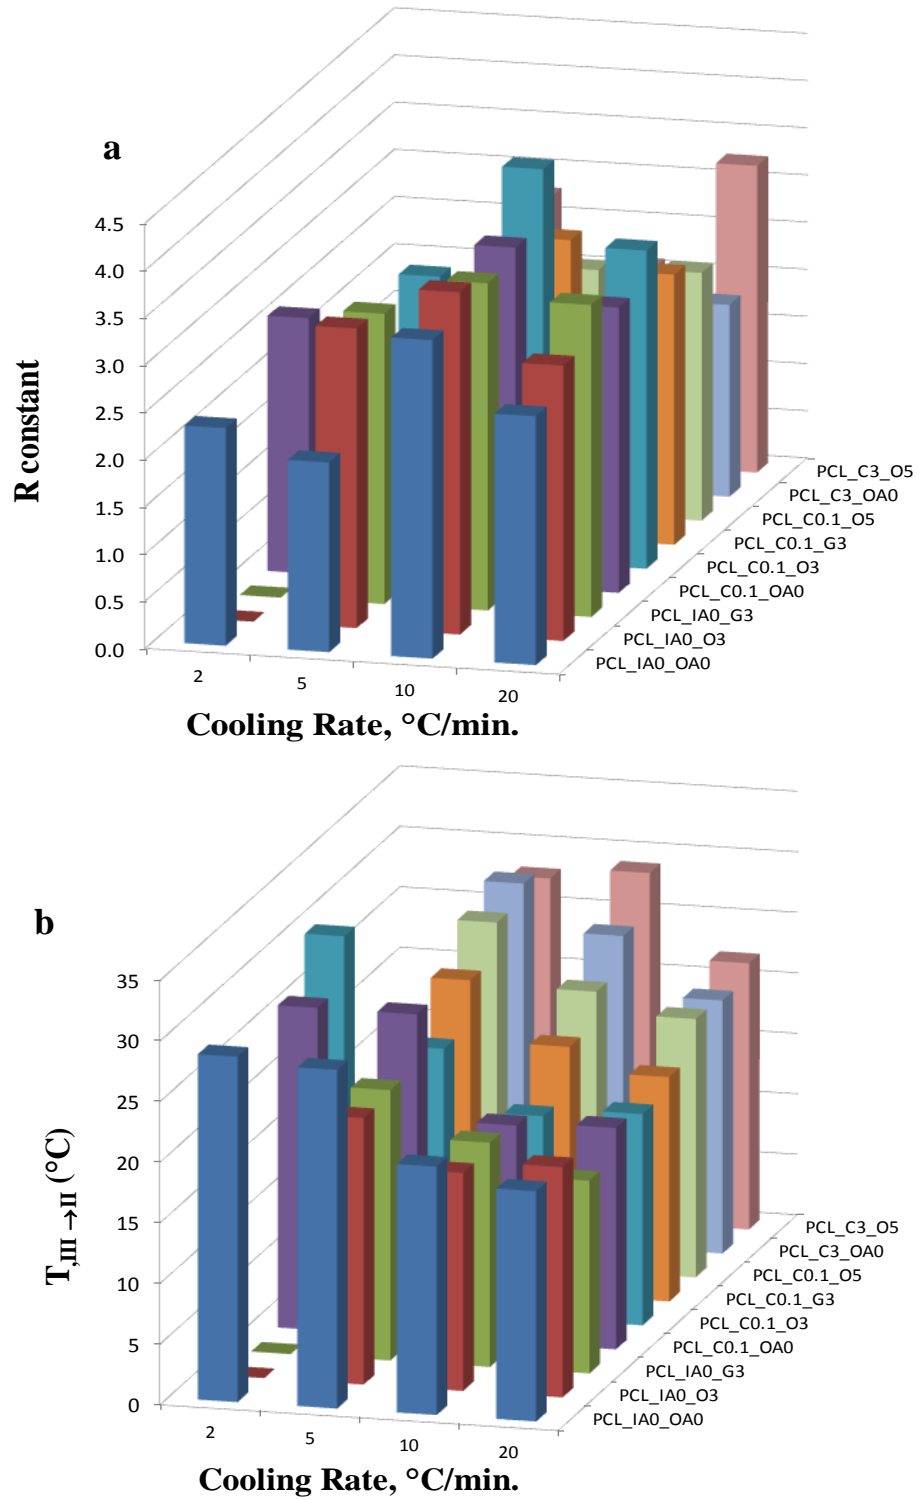 a
4.5
4.0
3.5
3.0
2.5
2.0
1.5
1.0
0.5
0.0
R constant
2 5 10 20
Cooling Rate, °C/min.
PCL_C3_O5
PCL_C3_OA0
PCL_C0.1_O5
PCL_C0.1_G3
PCL_C0.1_O3
PCL_C0.1_OA0
PCL_IA0_G3
PCL_IA0_O3
PCL_IA0_OA0
b
35
30
25
20
15
10
5
0
T,III →II (°C)
2 5 10 20
Cooling Rate, °C/min.
PCL_C3_O5
PCL_C3_OA0
PCL_C0.1_O5
PCL_C0.1_G3
PCL_C0.1_O3
PCL_C0.1_OA0
PCL_IA0_G3
PCL_IA0_O3
PCL_IA0_OA0